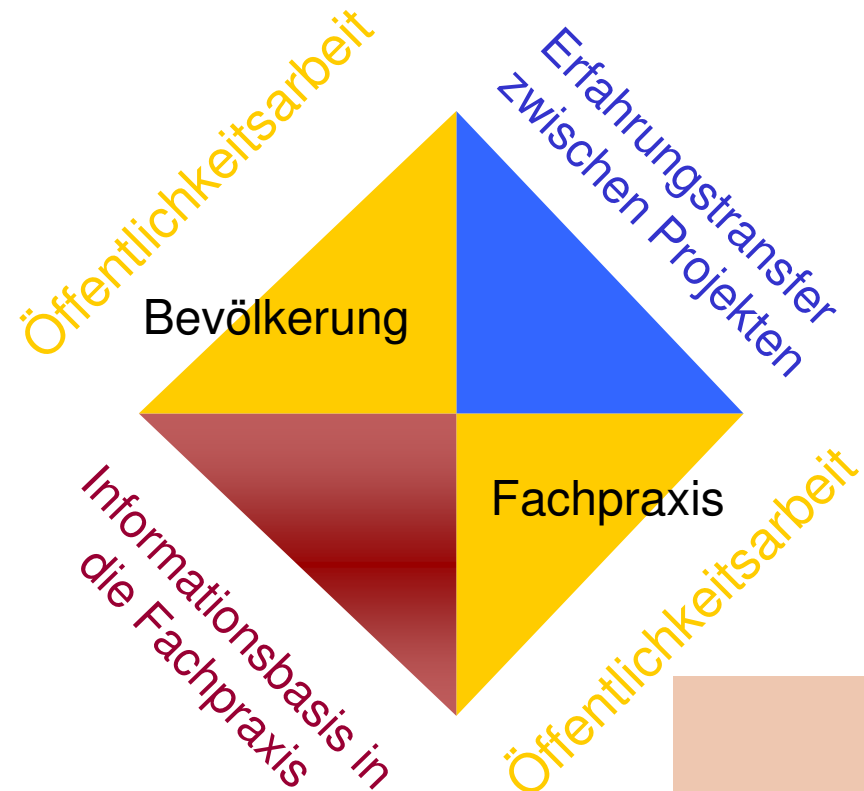 Öffentlichkeitsarbeit
Erfahrungstransfer
zwischen Projekten
Bevölkerung
Fachpraxis
Informationsbasis in
die Fachpraxis
Öffentlichkeitsarbeit